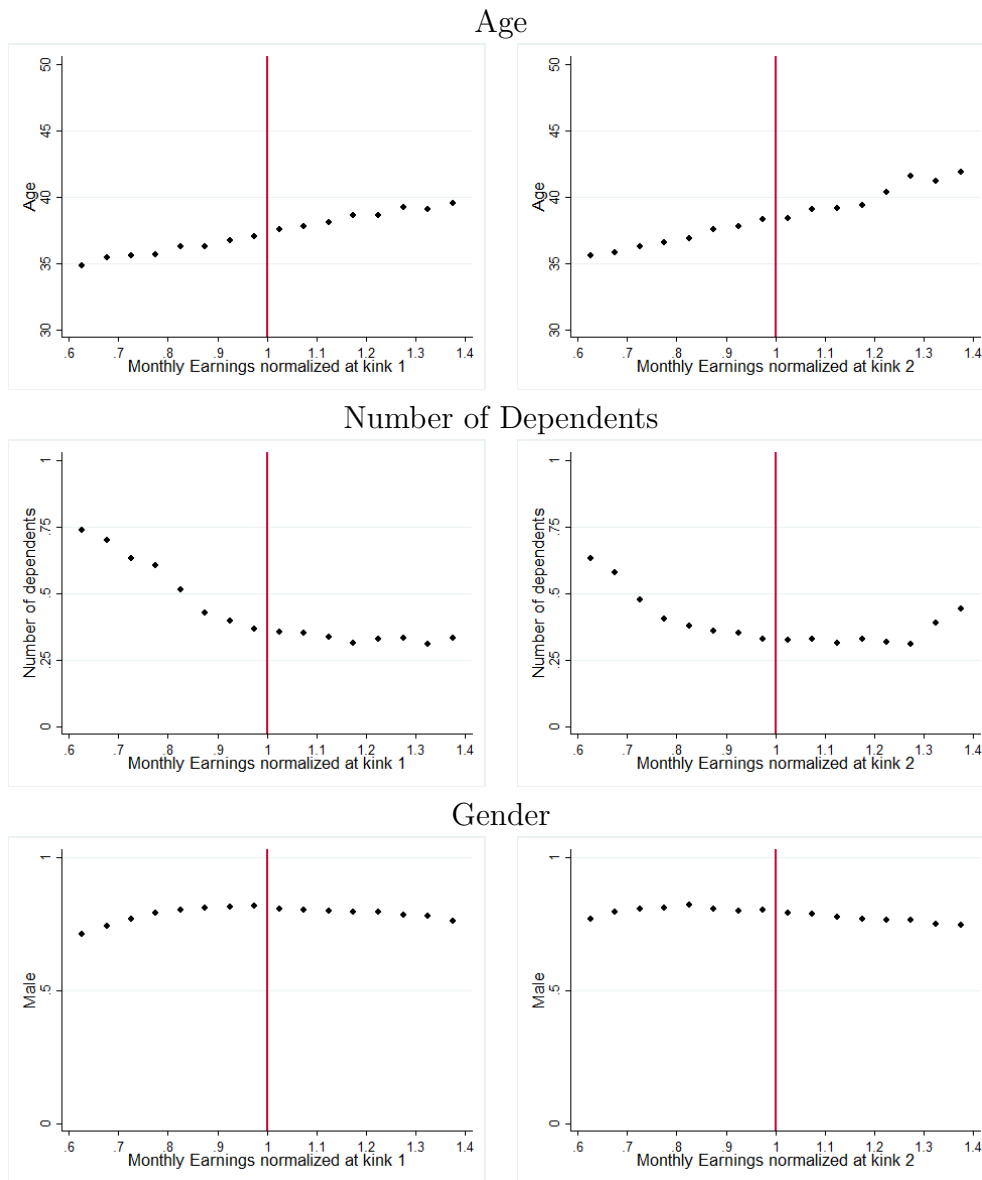 Age
50
45
40
35
30
Age
.6 .7 .8 .9 1 1.1 1.2 1.3 1.4
Monthly Earnings normalized at kink 1
50
45
40
35
30
Age
.6 .7 .8 .9 1 1.1 1.2 1.3 1.4
Monthly Earnings normalized at kink 2
Number of Dependents
1
.75
.5
.25
0
Number of dependents
.6 .7 .8 .9 1 1.1 1.2 1.3 1.4
Monthly Earnings normalized at kink 1
1
.75
.5
.25
0
Number of dependents
.6 .7 .8 .9 1 1.1 1.2 1.3 1.4
Monthly Earnings normalized at kink 2
Gender
1
.5
0
Male
.6 .7 .8 .9 1 1.1 1.2 1.3 1.4
Monthly Earnings normalized at kink 1
1
.5
0
Male
.6 .7 .8 .9 1 1.1 1.2 1.3 1.4
Monthly Earnings normalized at kink 2